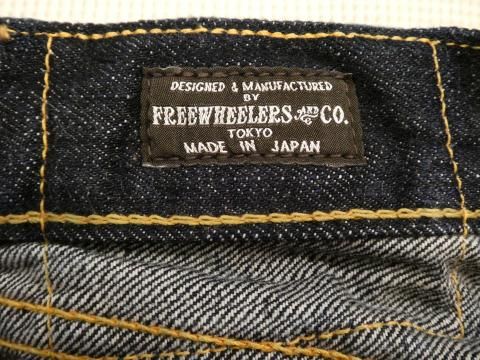 DESIGNED & MANUFACTURED
BY
FREEWHEELERS AND CO.
TOKYO
MADE IN JAPAN